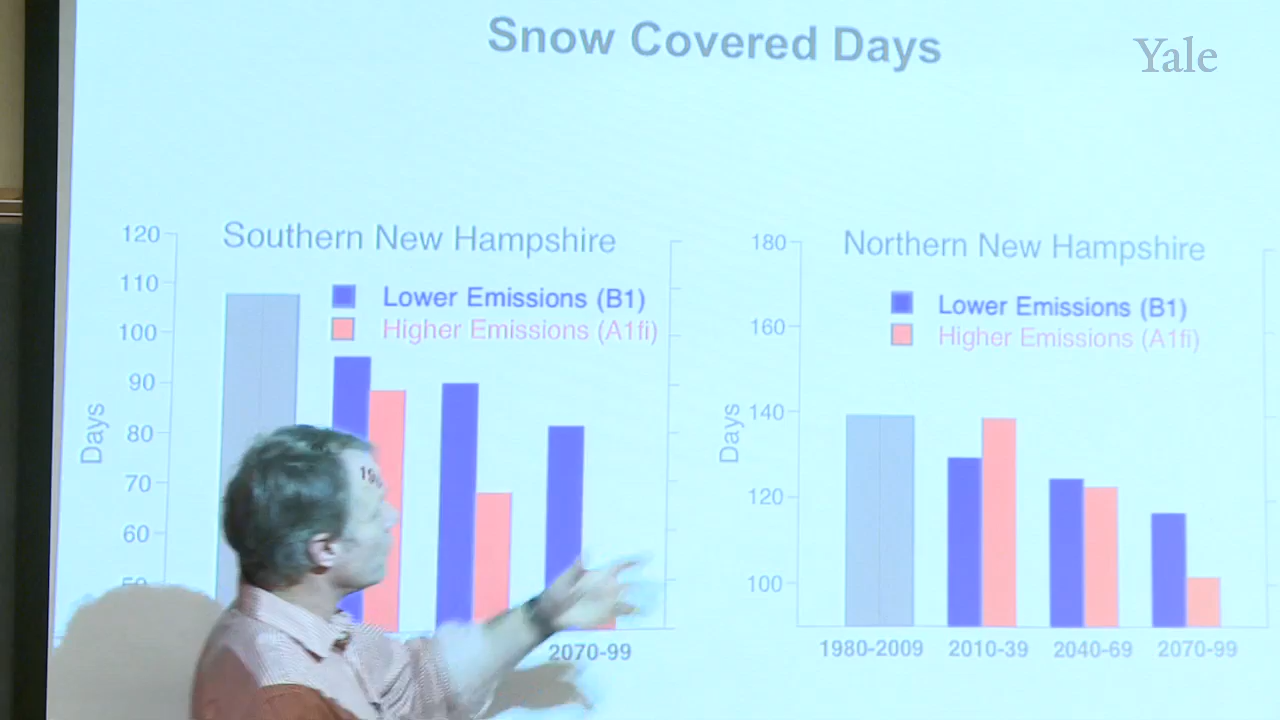 Snow Covered Days
Yale
Southern New Hampshire
120
110
100
90
80
70
60
50
Days
Lower Emissions (B1)
Higher Emissions (A1fi)
2070-99
Northern New Hampshire
180
160
140
120
100
Days
Lower Emissions (B1)
Higher Emissions (A1fi)
1980-2009
2010-39
2040-69
2070-99